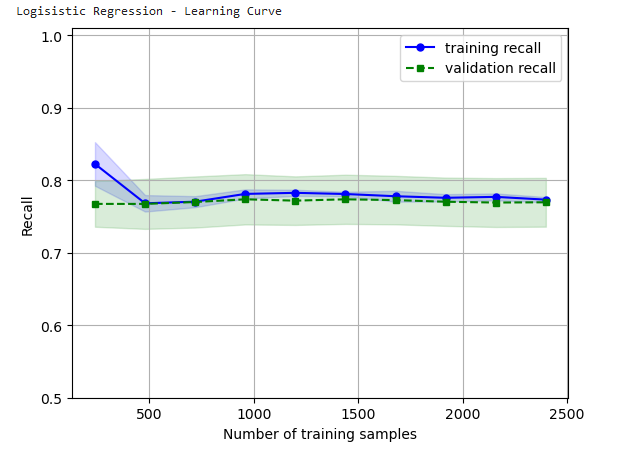 Logisistic Regression - Learning Curve
1.0
training recall
validation recall
0.9
0.8
0.7
0.6
0.5
Recall
500
1000
1500
2000
2500
Number of training samples